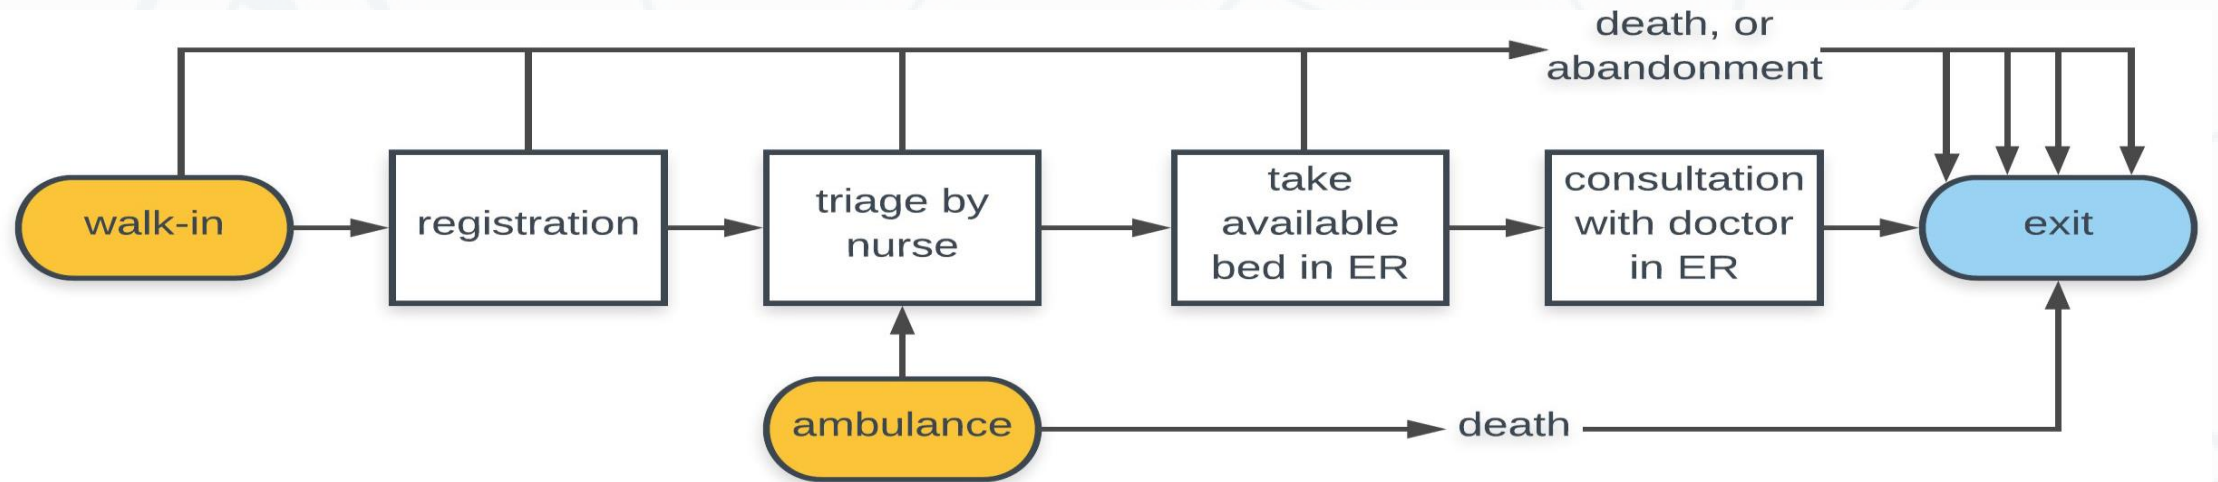 death, or
abandonment
walk-in
registration
triage by
nurse
take
available
bed in ER
consultation
with doctor
in ER
exit
ambulance
death